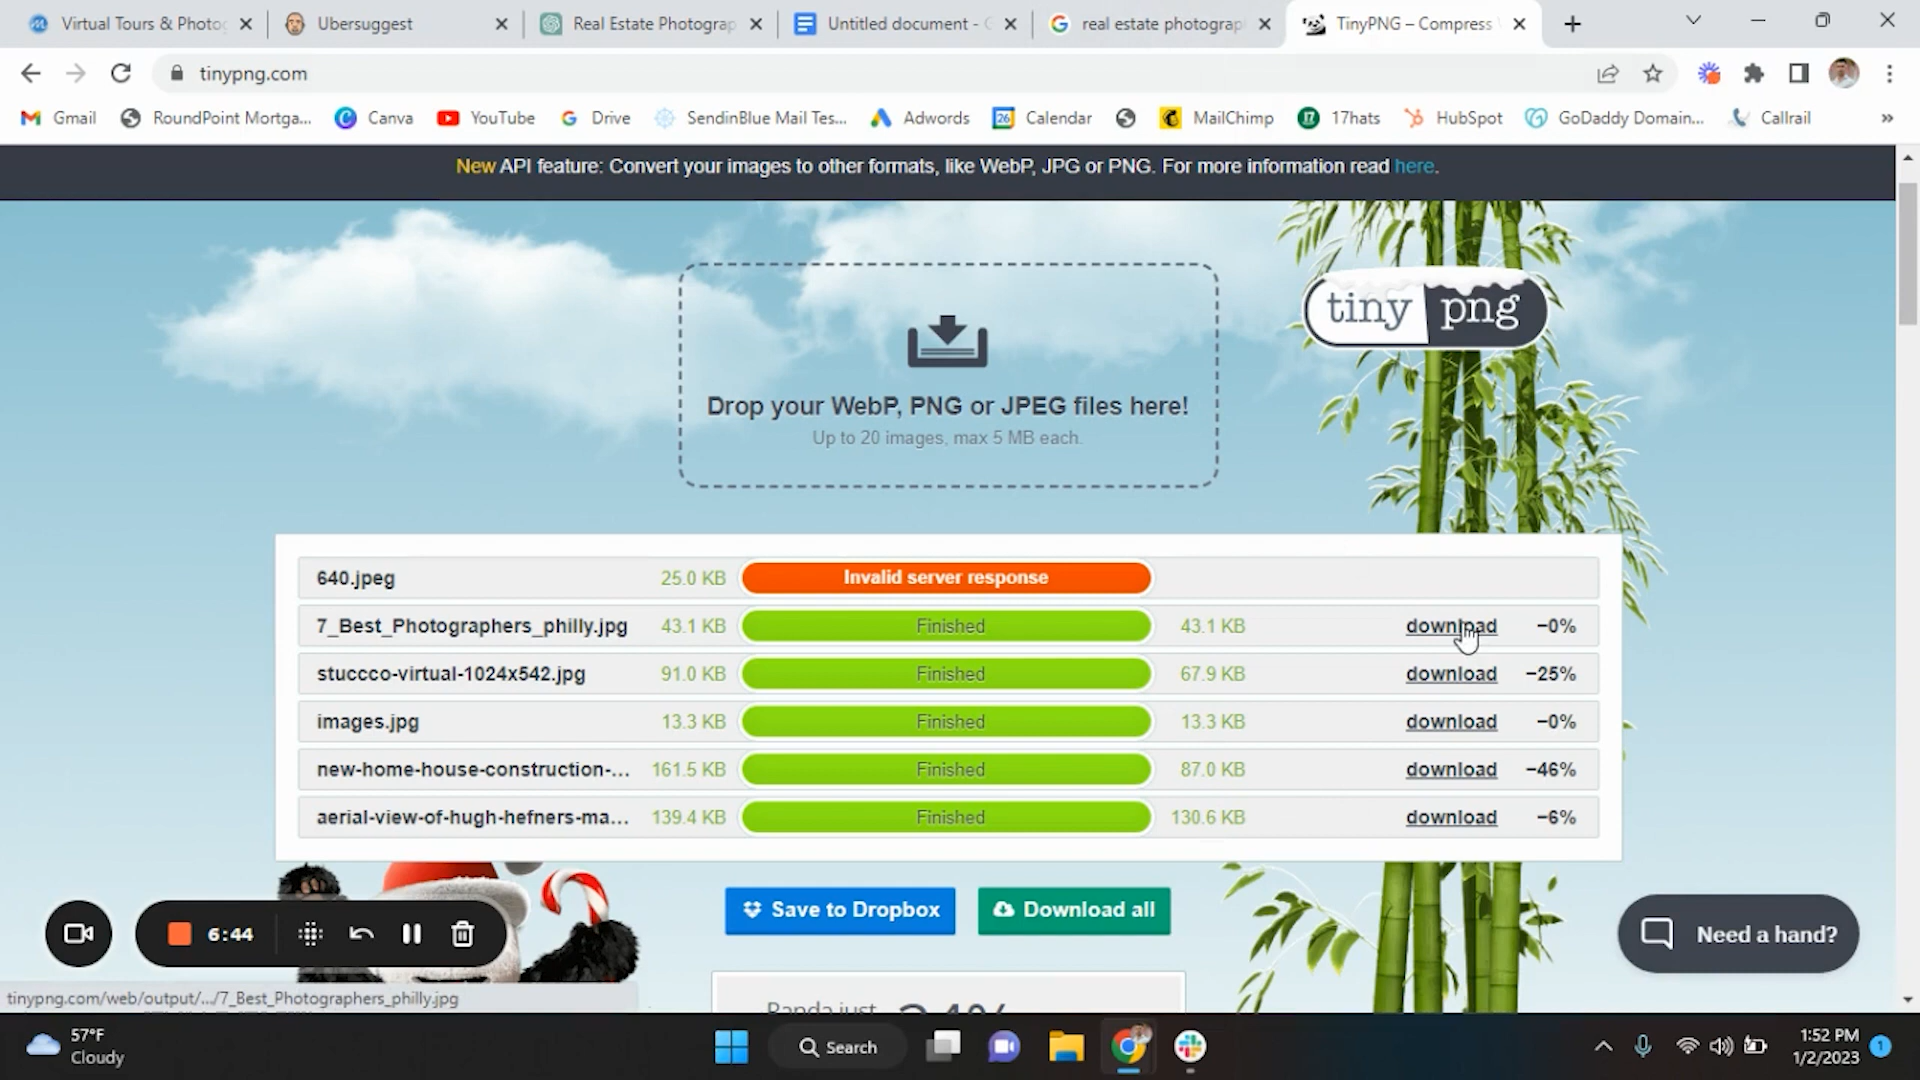 Virtual Tours & Photog
Ubersuggest
Real Estate Photograp
Untitled document - G
real estate photograp
TinyPNG – Compress
tinypng.com
Gmail
RoundPoint Mortga...
Canva
YouTube
Drive
SendinBlue Mail Tes...
Adwords
26
Calendar
MailChimp
17
17hats
HubSpot
GoDaddy Domain...
Callrail
»
New API feature: Convert your images to other formats, like WebP, JPG or PNG. For more information read here.
tiny png
Drop your WebP, PNG or JPEG files here!
Up to 20 images, max 5 MB each.
640.jpeg 25.0 KB Invalid server response
7_Best_Photographers_philly.jpg 43.1 KB Finished 43.1 KB download −0%
stuccco-virtual-1024x542.jpg 91.0 KB Finished 67.9 KB download −25%
images.jpg 13.3 KB Finished 13.3 KB download −0%
new-home-house-construction-... 161.5 KB Finished 87.0 KB download −46%
aerial-view-of-hugh-hefners-ma... 139.4 KB Finished 130.6 KB download −6%
Save to Dropbox
Download all
6:44
Need a hand?
Panda just
tinypng.com/web/output/.../7_Best_Photographers_philly.jpg
57°F
Cloudy
Search
1:52 PM
1/2/2023
1